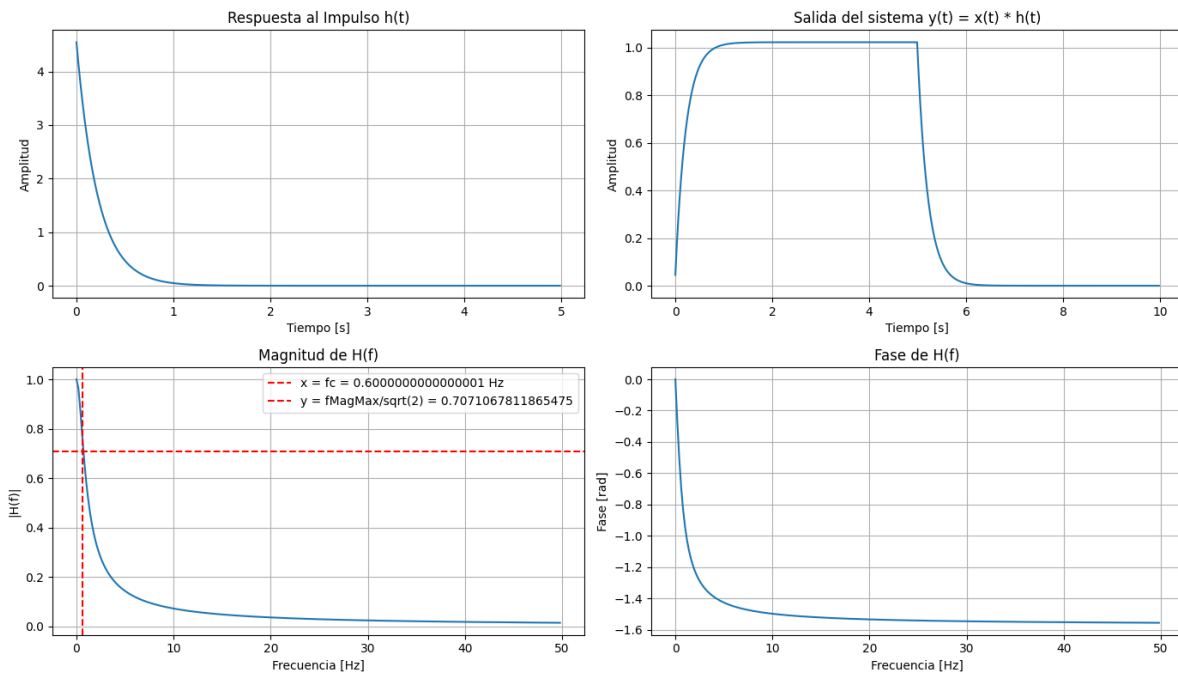 Respuesta al Impulso h(t)
Amplitud
4
3
2
1
0
0 1 2 3 4 5
Tiempo [s]
Salida del sistema y(t) = x(t) * h(t)
Amplitud
1.0
0.8
0.6
0.4
0.2
0.0
0 2 4 6 8 10
Tiempo [s]
Magnitud de H(f)
x = fc = 0.6000000000000001 Hz
y = fMagMax/sqrt(2) = 0.7071067811865475
|H(f)|
1.0
0.8
0.6
0.4
0.2
0.0
0 10 20 30 40 50
Frecuencia [Hz]
Fase de H(f)
Fase [rad]
0.0
−0.2
−0.4
−0.6
−0.8
−1.0
−1.2
−1.4
−1.6
0 10 20 30 40 50
Frecuencia [Hz]